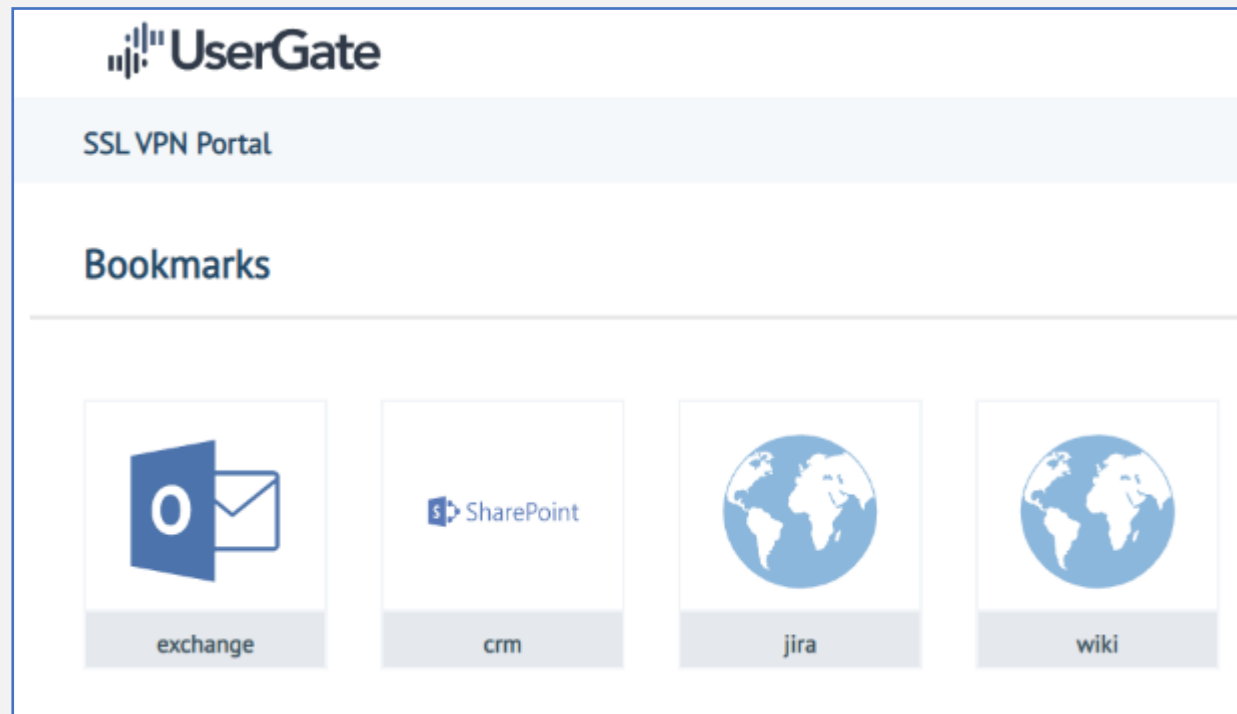 UserGate
SSL VPN Portal
Bookmarks
O
S SharePoint
exchange
crm
jira
wiki